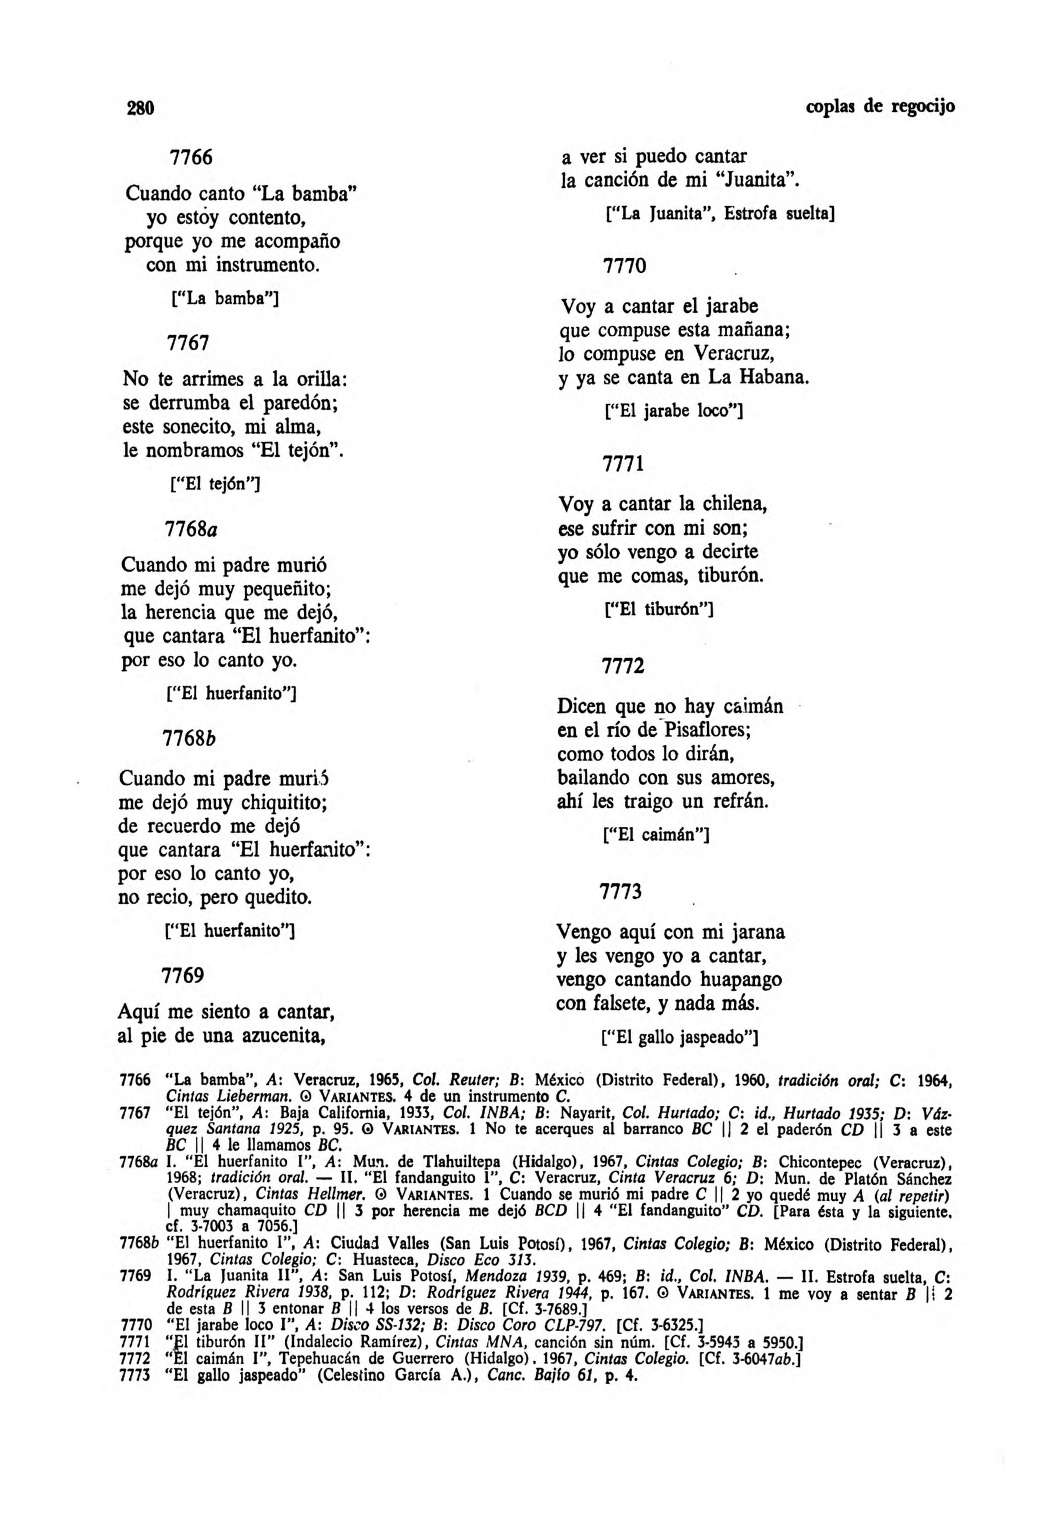 280
coplas de regocijo
7766
Cuando canto “La bamba”
yo estoy contento,
porque yo me acompaño
con mi instrumento.
[“La bamba”]
7767
No te arrimes a la orilla:
se derrumba el paredón;
este sonecito, mi alma,
le nombramos “El tejón”.
[“El tejón”]
7768a
Cuando mi padre murió
me dejó muy pequeñito;
la herencia que me dejó,
que cantara “El huerfanito”:
por eso lo canto yo.
[“El huerfanito”]
7768b
Cuando mi padre murió
me dejó muy chiquitito;
de recuerdo me dejó
que cantara “El huerfanito”:
por eso lo canto yo,
no recio, pero quedito.
[“El huerfanito”]
7769
Aquí me siento a cantar,
al pie de una azucenita,
a ver si puedo cantar
la canción de mi “Juanita”.
[“La Juanita”, Estrofa suelta]
7770
Voy a cantar el jarabe
que compuse esta mañana;
lo compuse en Veracruz,
y ya se canta en La Habana.
[“El jarabe loco”]
7771
Voy a cantar la chilena,
ese sufrir con mi son;
yo sólo vengo a decirte
que me comas, tiburón.
[“El tiburón”]
7772
Dicen que no hay caimán
en el río de Pisaflores;
como todos lo dirán,
bailando con sus amores,
ahí les traigo un refrán.
[“El caimán”]
7773
Vengo aquí con mi jarana
y les vengo yo a cantar,
vengo cantando huapango
con falsete, y nada más.
[“El gallo jaspeado”]
7766 “La bamba”, A: Veracruz, 1965, Col. Reuter; B: México (Distrito Federal), 1960, tradición oral; C: 1964,
Cintas Lieberman. ⊙ VARIANTES. 4 de un instrumento C.
7767 “El tejón”, A: Baja California, 1933, Col. INBA; B: Nayarit, Col. Hurtado; C: id., Hurtado 1935; D: Váz-
quez Santana 1925, p. 95. ⊙ VARIANTES. 1 No te acerques al barranco BC || 2 el paderón CD || 3 a este
BC || 4 le llamamos BC.
7768a I. “El huerfanito I”, A: Mun. de Tlahuiltepa (Hidalgo), 1967, Cintas Colegio; B: Chicontepec (Veracruz),
1968; tradición oral. — II. “El fandanguito I”, C: Veracruz, Cinta Veracruz 6; D: Mun. de Platón Sánchez
(Veracruz), Cintas Hellmer. ⊙ VARIANTES. 1 Cuando se murió mi padre C || 2 yo quedé muy A (al repetir)
| muy chamaquito CD || 3 por herencia me dejó BCD || 4 “El fandanguito” CD. [Para ésta y la siguiente,
cf. 3-7003 a 7056.]
7768b “El huerfanito I”, A: Ciudad Valles (San Luis Potosí), 1967, Cintas Colegio; B: México (Distrito Federal),
1967, Cintas Colegio; C: Huasteca, Disco Eco 313.
7769 I. “La Juanita II”, A: San Luis Potosí, Mendoza 1939, p. 469; B: id., Col. INBA. — II. Estrofa suelta, C:
Rodríguez Rivera 1938, p. 112; D: Rodríguez Rivera 1944, p. 167. ⊙ VARIANTES. 1 me voy a sentar B || 2
de esta B || 3 entonar B || 4 los versos de B. [Cf. 3-7689.]
7770 “El jarabe loco I”, A: Disco SS-132; B: Disco Coro CLP-797. [Cf. 3-6325.]
7771 “El tiburón II” (Indalecio Ramírez), Cintas MNA, canción sin núm. [Cf. 3-5943 a 5950.]
7772 “El caimán I”, Tepehuacán de Guerrero (Hidalgo). 1967, Cintas Colegio. [Cf. 3-6047ab.]
7773 “El gallo jaspeado” (Celestino García A.), Canc. Bajío 61, p. 4.